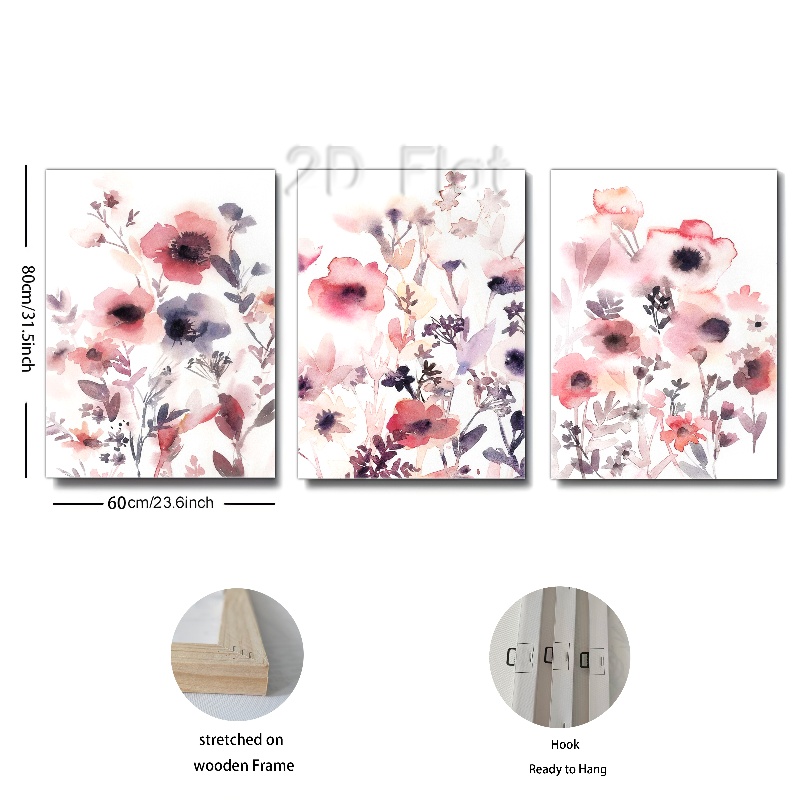 2D Flat
80cm/31.5inch
60cm/23.6inch
stretched on
wooden Frame
Hook
Ready to Hang